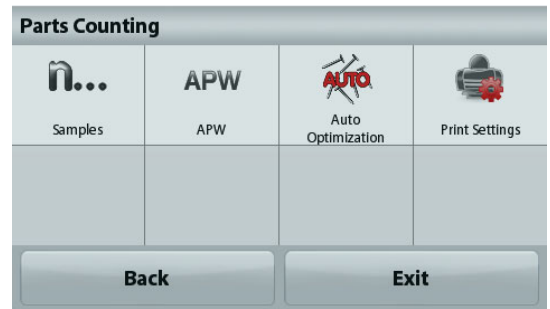 Parts Counting
n...
APW
AUTO
Samples
APW
Auto
Optimization
Print Settings
Back
Exit